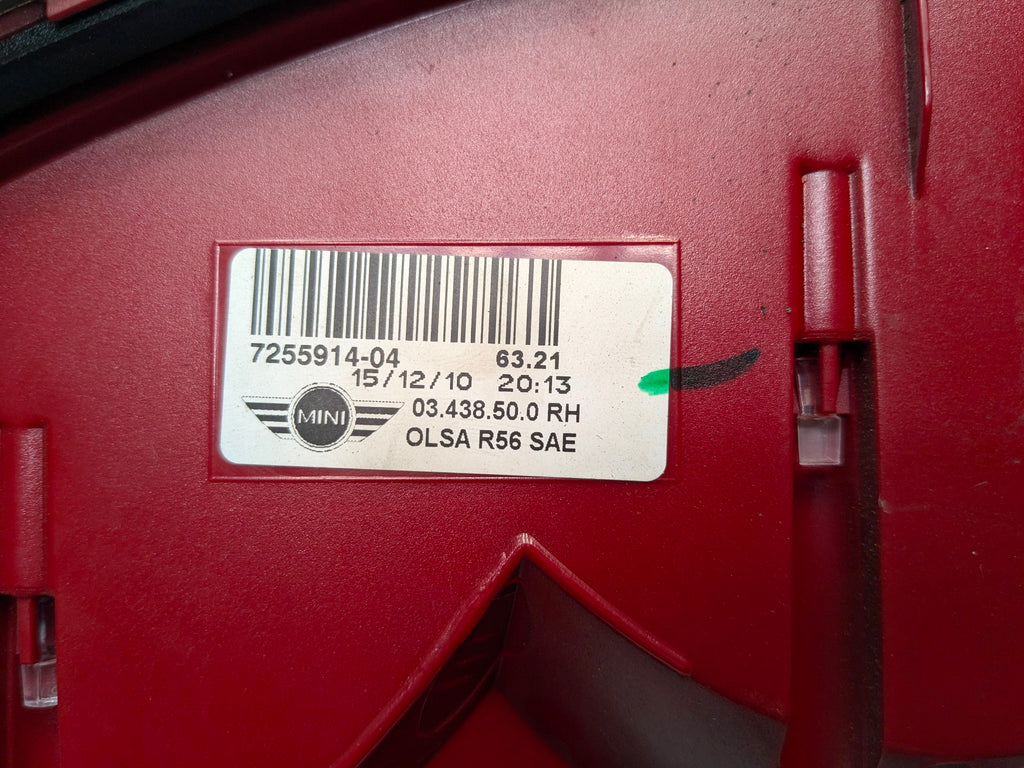 7255914-04 63.21
15/12/10 20:13
MINI
03.438.50.0 RH
OLSA R56 SAE